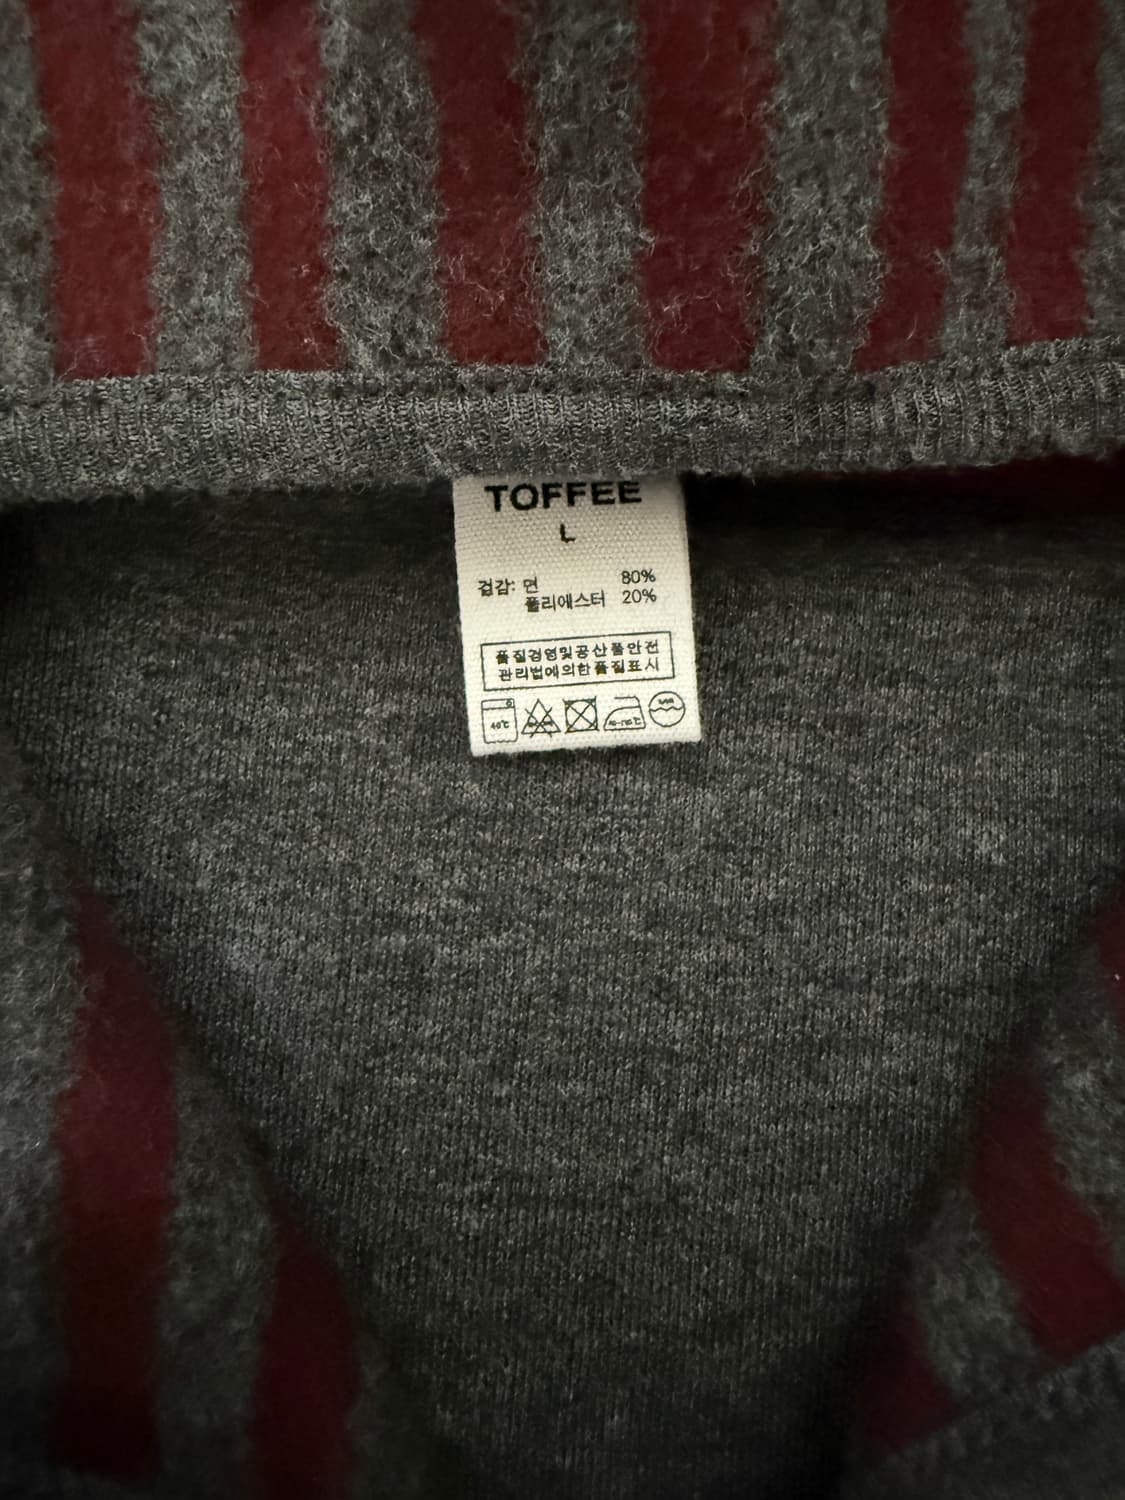 TOFFEE
L
겉감: 면 80%
폴리에스터 20%
품질경영및공산품안전
관리법에의한품질표시
40℃